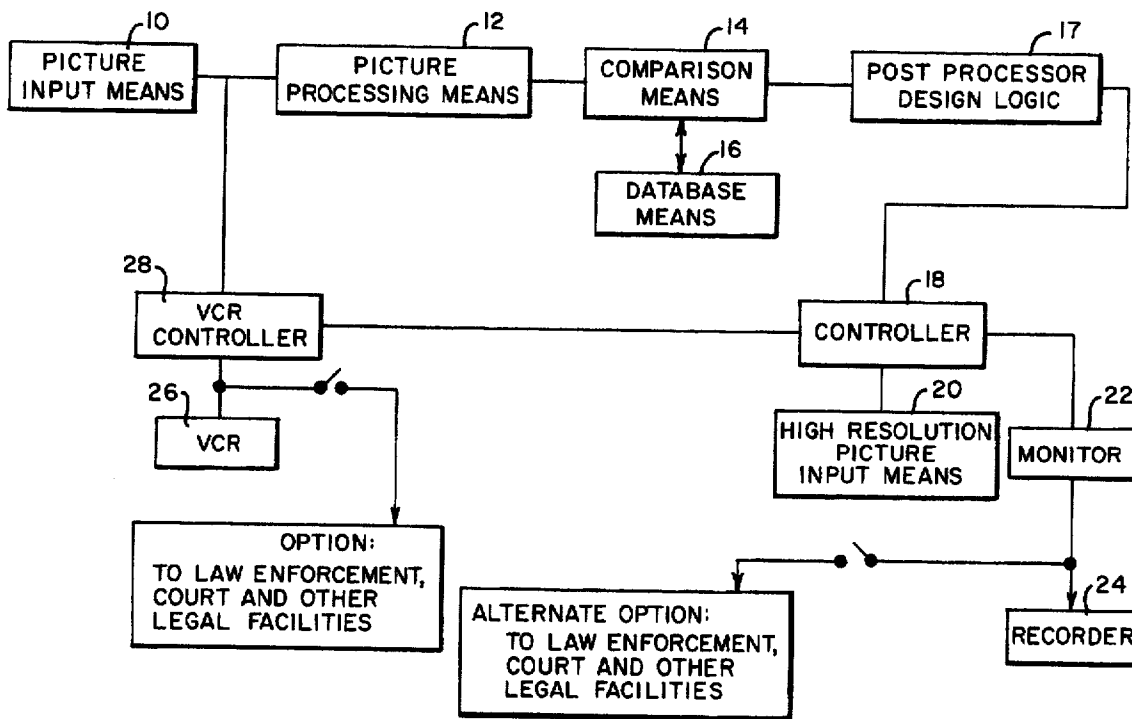 10
PICTURE
INPUT MEANS
12
PICTURE
PROCESSING MEANS
14
COMPARISON
MEANS
17
POST PROCESSOR
DESIGN LOGIC
16
DATABASE
MEANS
28
VCR
CONTROLLER
18
CONTROLLER
26
VCR
20
HIGH RESOLUTION
PICTURE
INPUT MEANS
22
MONITOR
OPTION:
TO LAW ENFORCEMENT,
COURT AND OTHER
LEGAL FACILITIES
ALTERNATE OPTION:
TO LAW ENFORCEMENT,
COURT AND OTHER
LEGAL FACILITIES
24
RECORDER